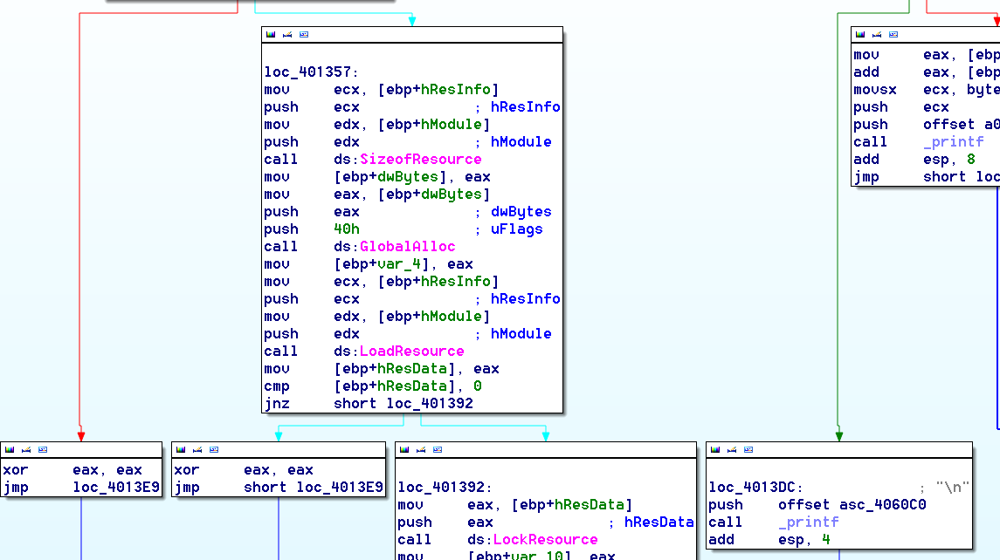 loc_401357:
mov ecx, [ebp+hResInfo]
push ecx ; hResInfo
mov edx, [ebp+hModule]
push edx ; hModule
call ds:SizeofResource
mov [ebp+dwBytes], eax
mov eax, [ebp+dwBytes]
push eax ; dwBytes
push 40h ; uFlags
call ds:GlobalAlloc
mov [ebp+var_4], eax
mov ecx, [ebp+hResInfo]
push ecx ; hResInfo
mov edx, [ebp+hModule]
push edx ; hModule
call ds:LoadResource
mov [ebp+hResData], eax
cmp [ebp+hResData], 0
jnz short loc_401392
mov eax, [ebp
add eax, [ebp
movsx ecx, byte
push ecx
push offset a0
call _printf
add esp, 8
jmp short loc
xor eax, eax
jmp loc_4013E9
xor eax, eax
jmp short loc_4013E9
loc_401392:
mov eax, [ebp+hResData]
push eax ; hResData
call ds:LockResource
mov [ebp+var_10], eax
loc_4013DC: ; "\n"
push offset asc_4060C0
call _printf
add esp, 4